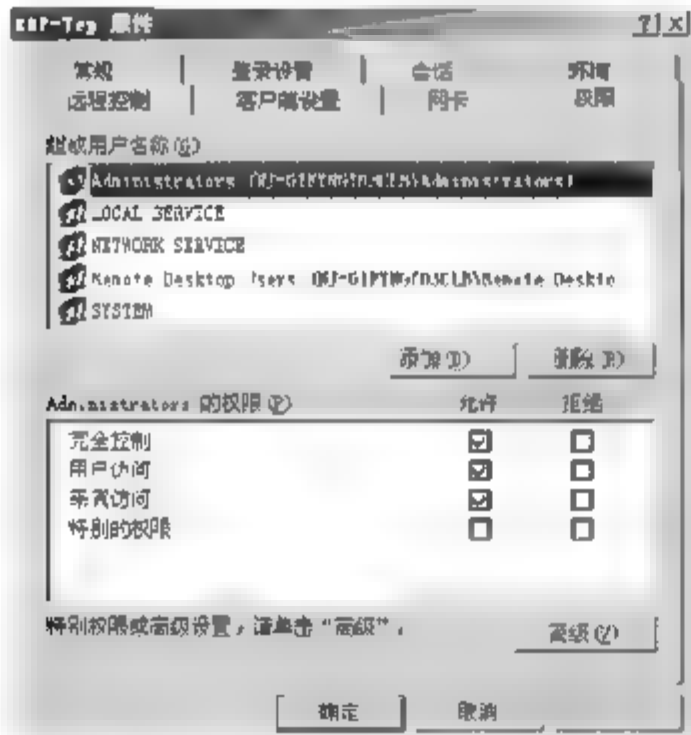 属性
常规 登录设置 会话 环境
远程控制 客户端设置 网卡 权限
组或用户名称(G)
Administrators \Administrators)
LOCAL SERVICE
NETWORK SERVICE
Remote Desktop Users \Remote Deskto
SYSTEM
添加(D) 删除(R)
Administrators 的权限(P) 允许 拒绝
完全控制
用户访问
来宾访问
特别的权限
特别权限或高级设置，请单击“高级”。
高级(V)
确定 取消